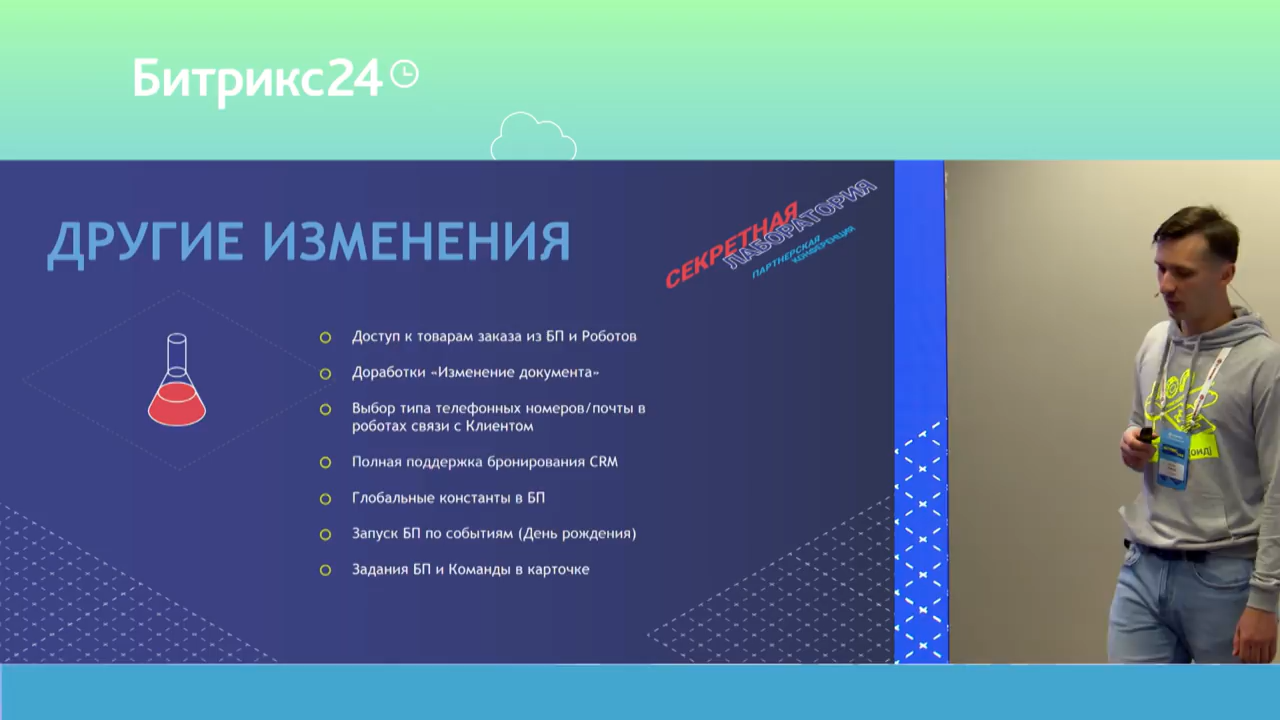 Битрикс24
ДРУГИЕ ИЗМЕНЕНИЯ
СЕКРЕТНАЯ
ЛАБОРАТОРИЯ
ПАРТНЕРСКАЯ
КОНФЕРЕНЦИЯ
Доступ к товарам заказа из БП и Роботов
Доработки «Изменение документа»
Выбор типа телефонных номеров/почты в
роботах связи с Клиентом
Полная поддержка бронирования CRM
Глобальные константы в БП
Запуск БП по событиям (День рождения)
Задания БП и Команды в карточке